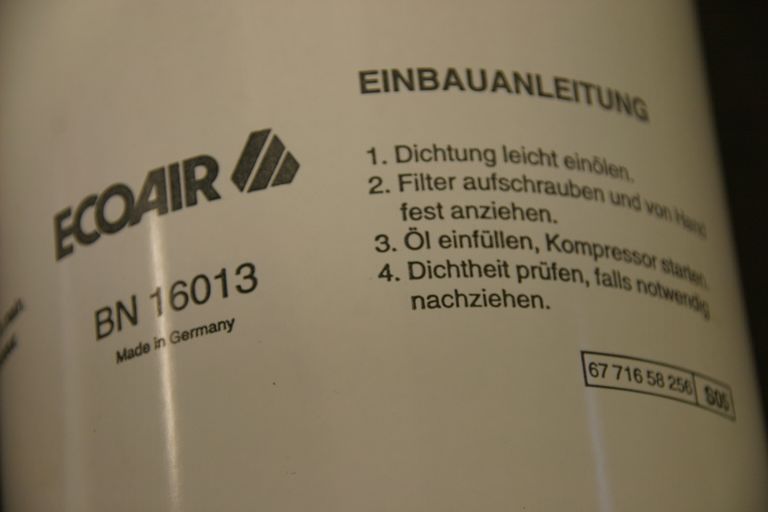 ECOAIR
BN 16013
Made in Germany
EINBAUANLEITUNG
1. Dichtung leicht einölen.
2. Filter aufschrauben und von Hand
fest anziehen.
3. Öl einfüllen, Kompressor starten.
4. Dichtheit prüfen, falls notwendig
nachziehen.
67 716 58 256